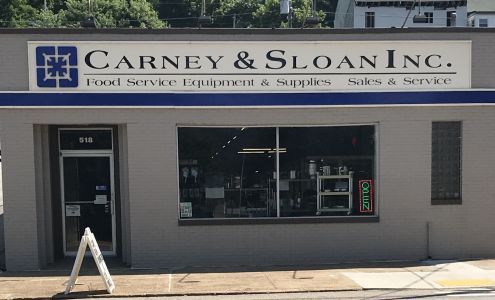 CARNEY & SLOAN INC.
Food Service Equipment & Supplies Sales & Service
518
OPEN